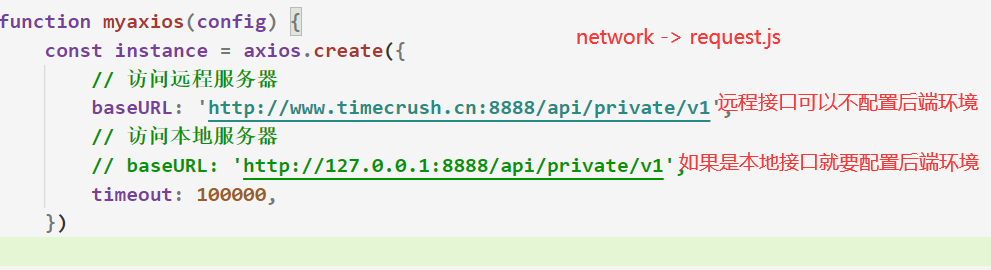 function myaxios(config) {
network -> request.js
const instance = axios.create({
// 访问远程服务器
baseURL: 'http://www.timecrush.cn:8888/api/private/v1',
远程接口可以不配置后端环境
// 访问本地服务器
// baseURL: 'http://127.0.0.1:8888/api/private/v1',
如果是本地接口就要配置后端环境
timeout: 100000,
})